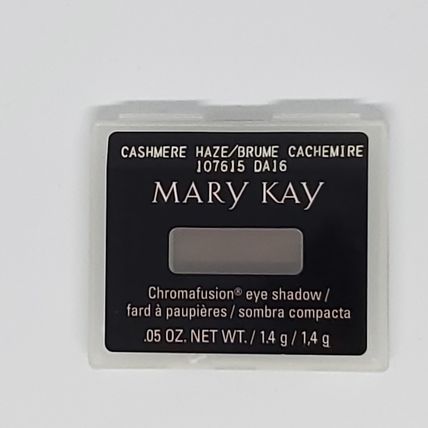 CASHMERE HAZE/BRUME CACHEMIRE
107615 DA16
MARY KAY
Chromafusion® eye shadow /
fard à paupières / sombra compacta
.05 OZ. NET WT. / 1.4 g / 1,4 g